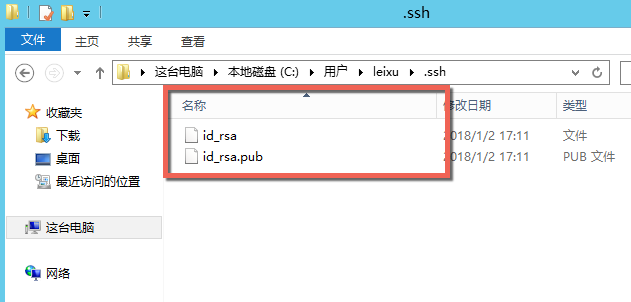 .ssh
文件 主页 共享 查看
这台电脑 本地磁盘 (C:) 用户 leixu .ssh
名称 修改日期 类型
收藏夹
下载
桌面
最近访问的位置
这台电脑
网络
id_rsa 2018/1/2 17:11 文件
id_rsa.pub 2018/1/2 17:11 PUB 文件